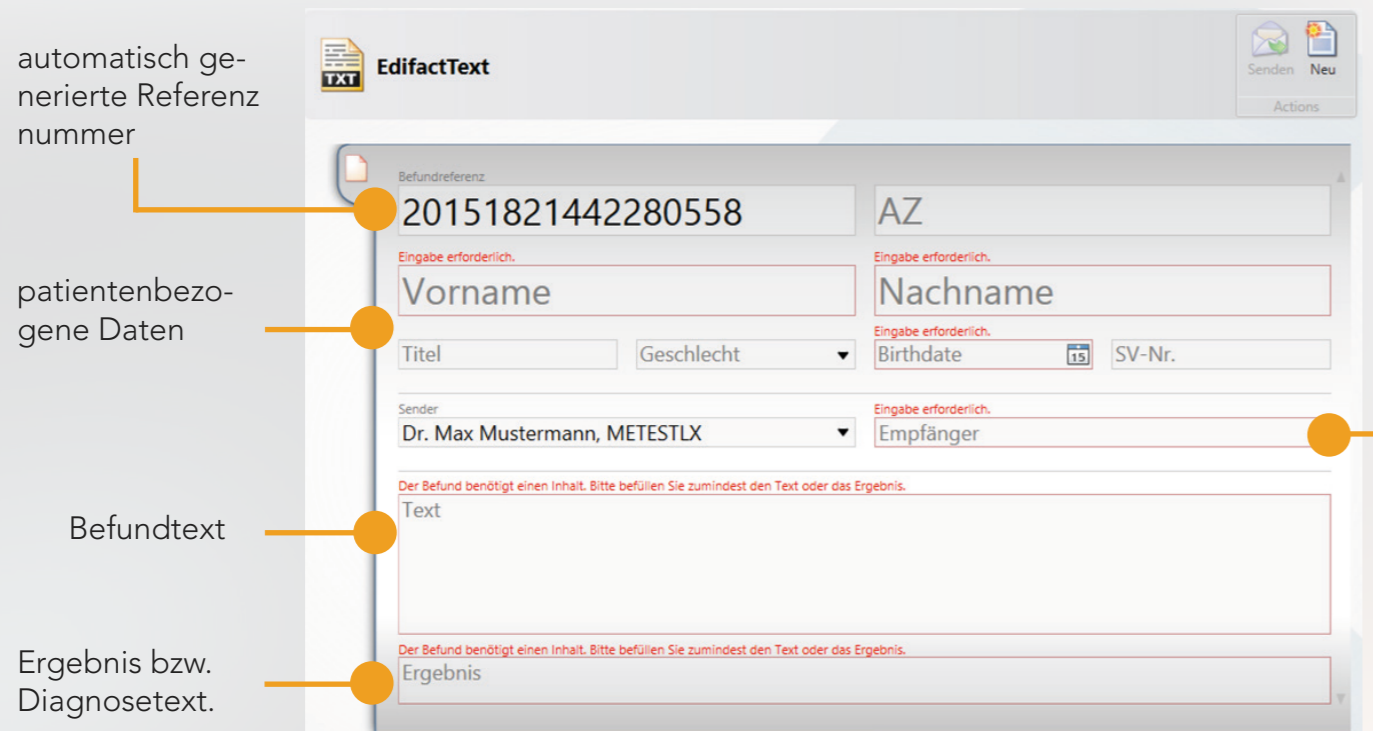 automatisch ge-
nerierte Referenz
nummer
patientenbezo-
gene Daten
Befundtext
Ergebnis bzw.
Diagnosetext.
TXT
EdifactText
Senden Neu
Actions
Befundreferenz
20151821442280558 AZ
Eingabe erforderlich. Eingabe erforderlich.
Vorname Nachname
Eingabe erforderlich.
Titel Geschlecht Birthdate 15 SV-Nr.
Sender Eingabe erforderlich.
Dr. Max Mustermann, METESTLX Empfänger
Der Befund benötigt einen Inhalt. Bitte befüllen Sie zumindest den Text oder das Ergebnis.
Text
Der Befund benötigt einen Inhalt. Bitte befüllen Sie zumindest den Text oder das Ergebnis.
Ergebnis